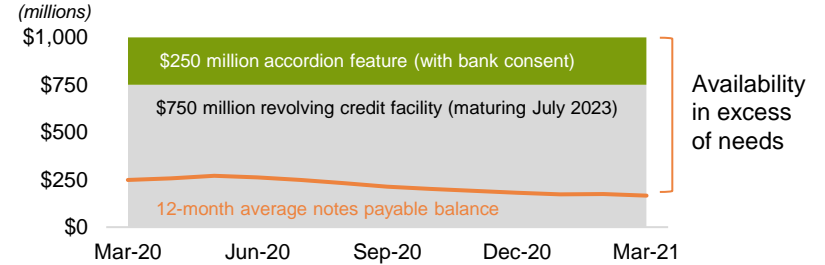 (millions)
$1,000
$750
$500
$250
$0
$250 million accordion feature (with bank consent)
$750 million revolving credit facility (maturing July 2023)
12-month average notes payable balance
Mar-20 Jun-20 Sep-20 Dec-20 Mar-21
Availability
in excess
of needs